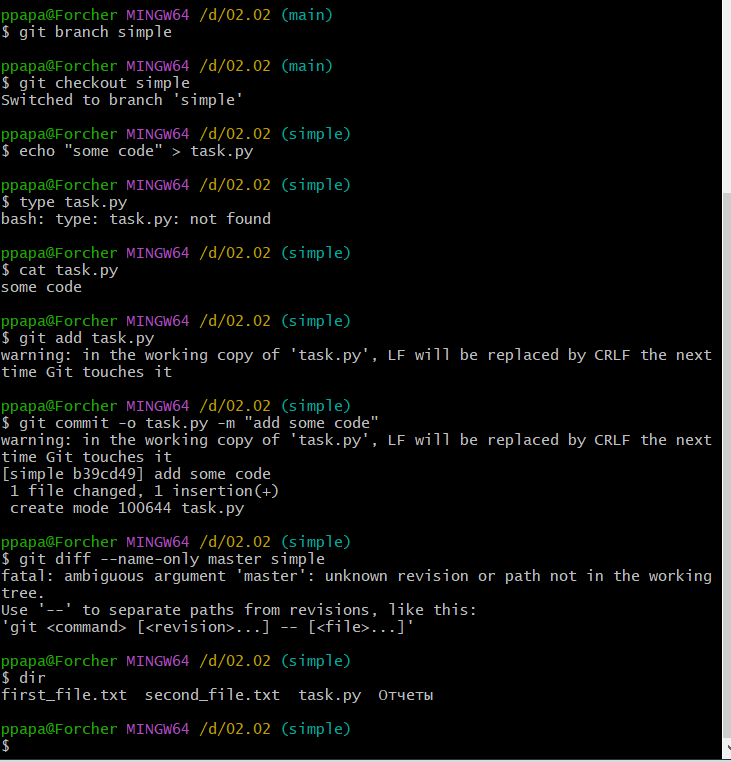 ppapa@Forcher MINGW64 /d/02.02 (main)
$ git branch simple
ppapa@Forcher MINGW64 /d/02.02 (main)
$ git checkout simple
Switched to branch 'simple'
ppapa@Forcher MINGW64 /d/02.02 (simple)
$ echo "some code" > task.py
ppapa@Forcher MINGW64 /d/02.02 (simple)
$ type task.py
bash: type: task.py: not found
ppapa@Forcher MINGW64 /d/02.02 (simple)
$ cat task.py
some code
ppapa@Forcher MINGW64 /d/02.02 (simple)
$ git add task.py
warning: in the working copy of 'task.py', LF will be replaced by CRLF the next
time Git touches it
ppapa@Forcher MINGW64 /d/02.02 (simple)
$ git commit -o task.py -m "add some code"
warning: in the working copy of 'task.py', LF will be replaced by CRLF the next
time Git touches it
[simple b39cd49] add some code
 1 file changed, 1 insertion(+)
 create mode 100644 task.py
ppapa@Forcher MINGW64 /d/02.02 (simple)
$ git diff --name-only master simple
fatal: ambiguous argument 'master': unknown revision or path not in the working
tree.
Use '--' to separate paths from revisions, like this:
'git <command> [<revision>...] -- [<file>...]'
ppapa@Forcher MINGW64 /d/02.02 (simple)
$ dir
first_file.txt  second_file.txt  task.py  Отчеты
ppapa@Forcher MINGW64 /d/02.02 (simple)
$